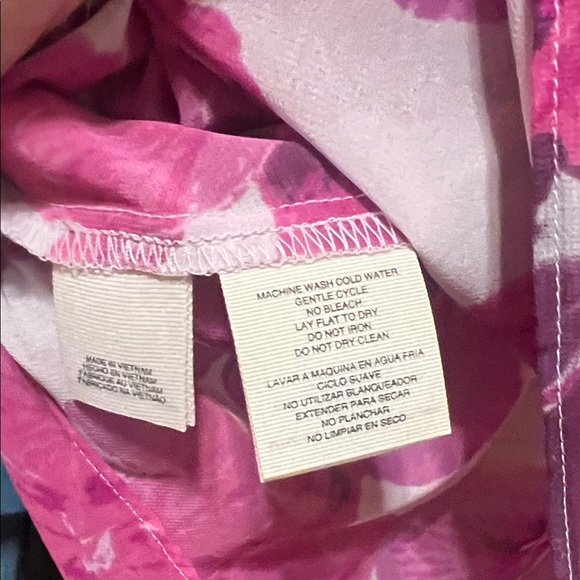 MADE IN VIETNAM
HECHO EN VIETNAM
FABRIQUE AU VIETNAM
FABRICADO NA VIETNÃO
MACHINE WASH COLD WATER
GENTLE CYCLE
NO BLEACH
LAY FLAT TO DRY
DO NOT IRON
DO NOT DRY CLEAN
LAVAR A MAQUINA EN AGUA FRIA
CICLO SUAVE
NO UTILIZAR BLANQUEADOR
EXTENDER PARA SECAR
NO PLANCHAR
NO LIMPIAR EN SECO